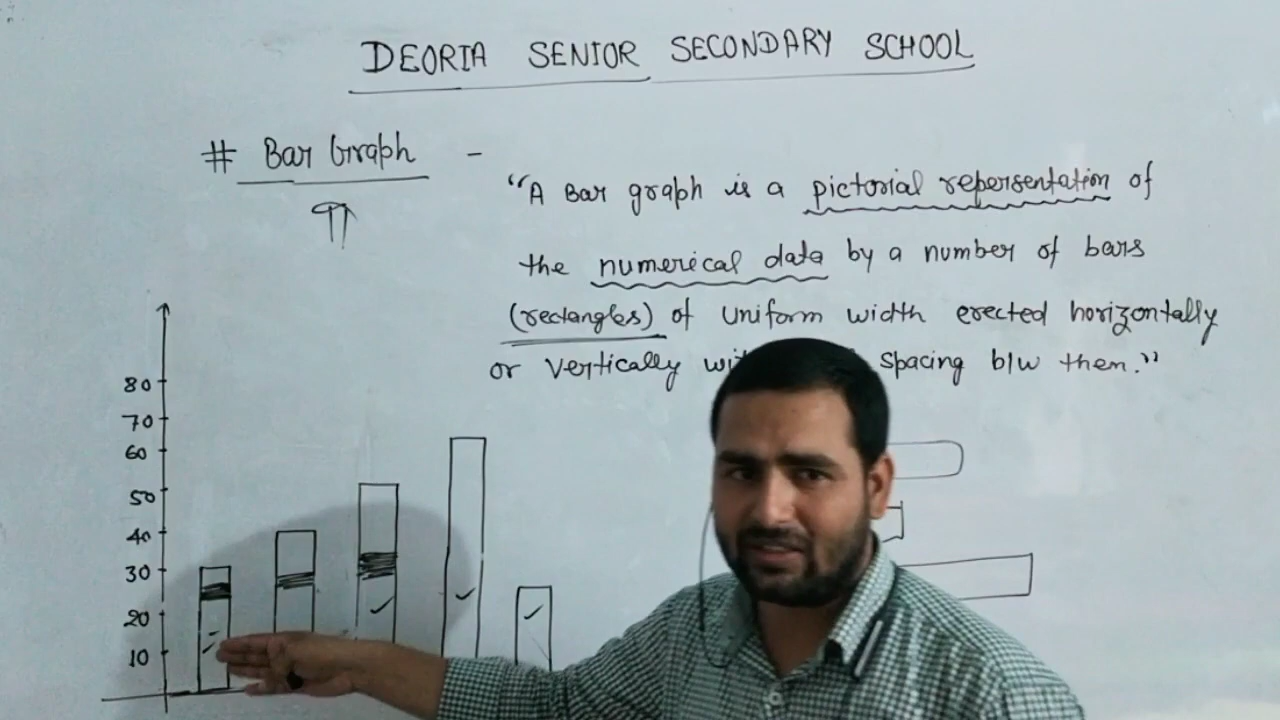 DEORIA SENIOR SECONDARY SCHOOL
# Bar Graph -
"A Bar graph is a pictorial repersentation of
the numerical data by a number of bars
(rectangles) of uniform width erected horizontally
or vertically spacing b/w them."
80
70
60
50
40
30
20
10